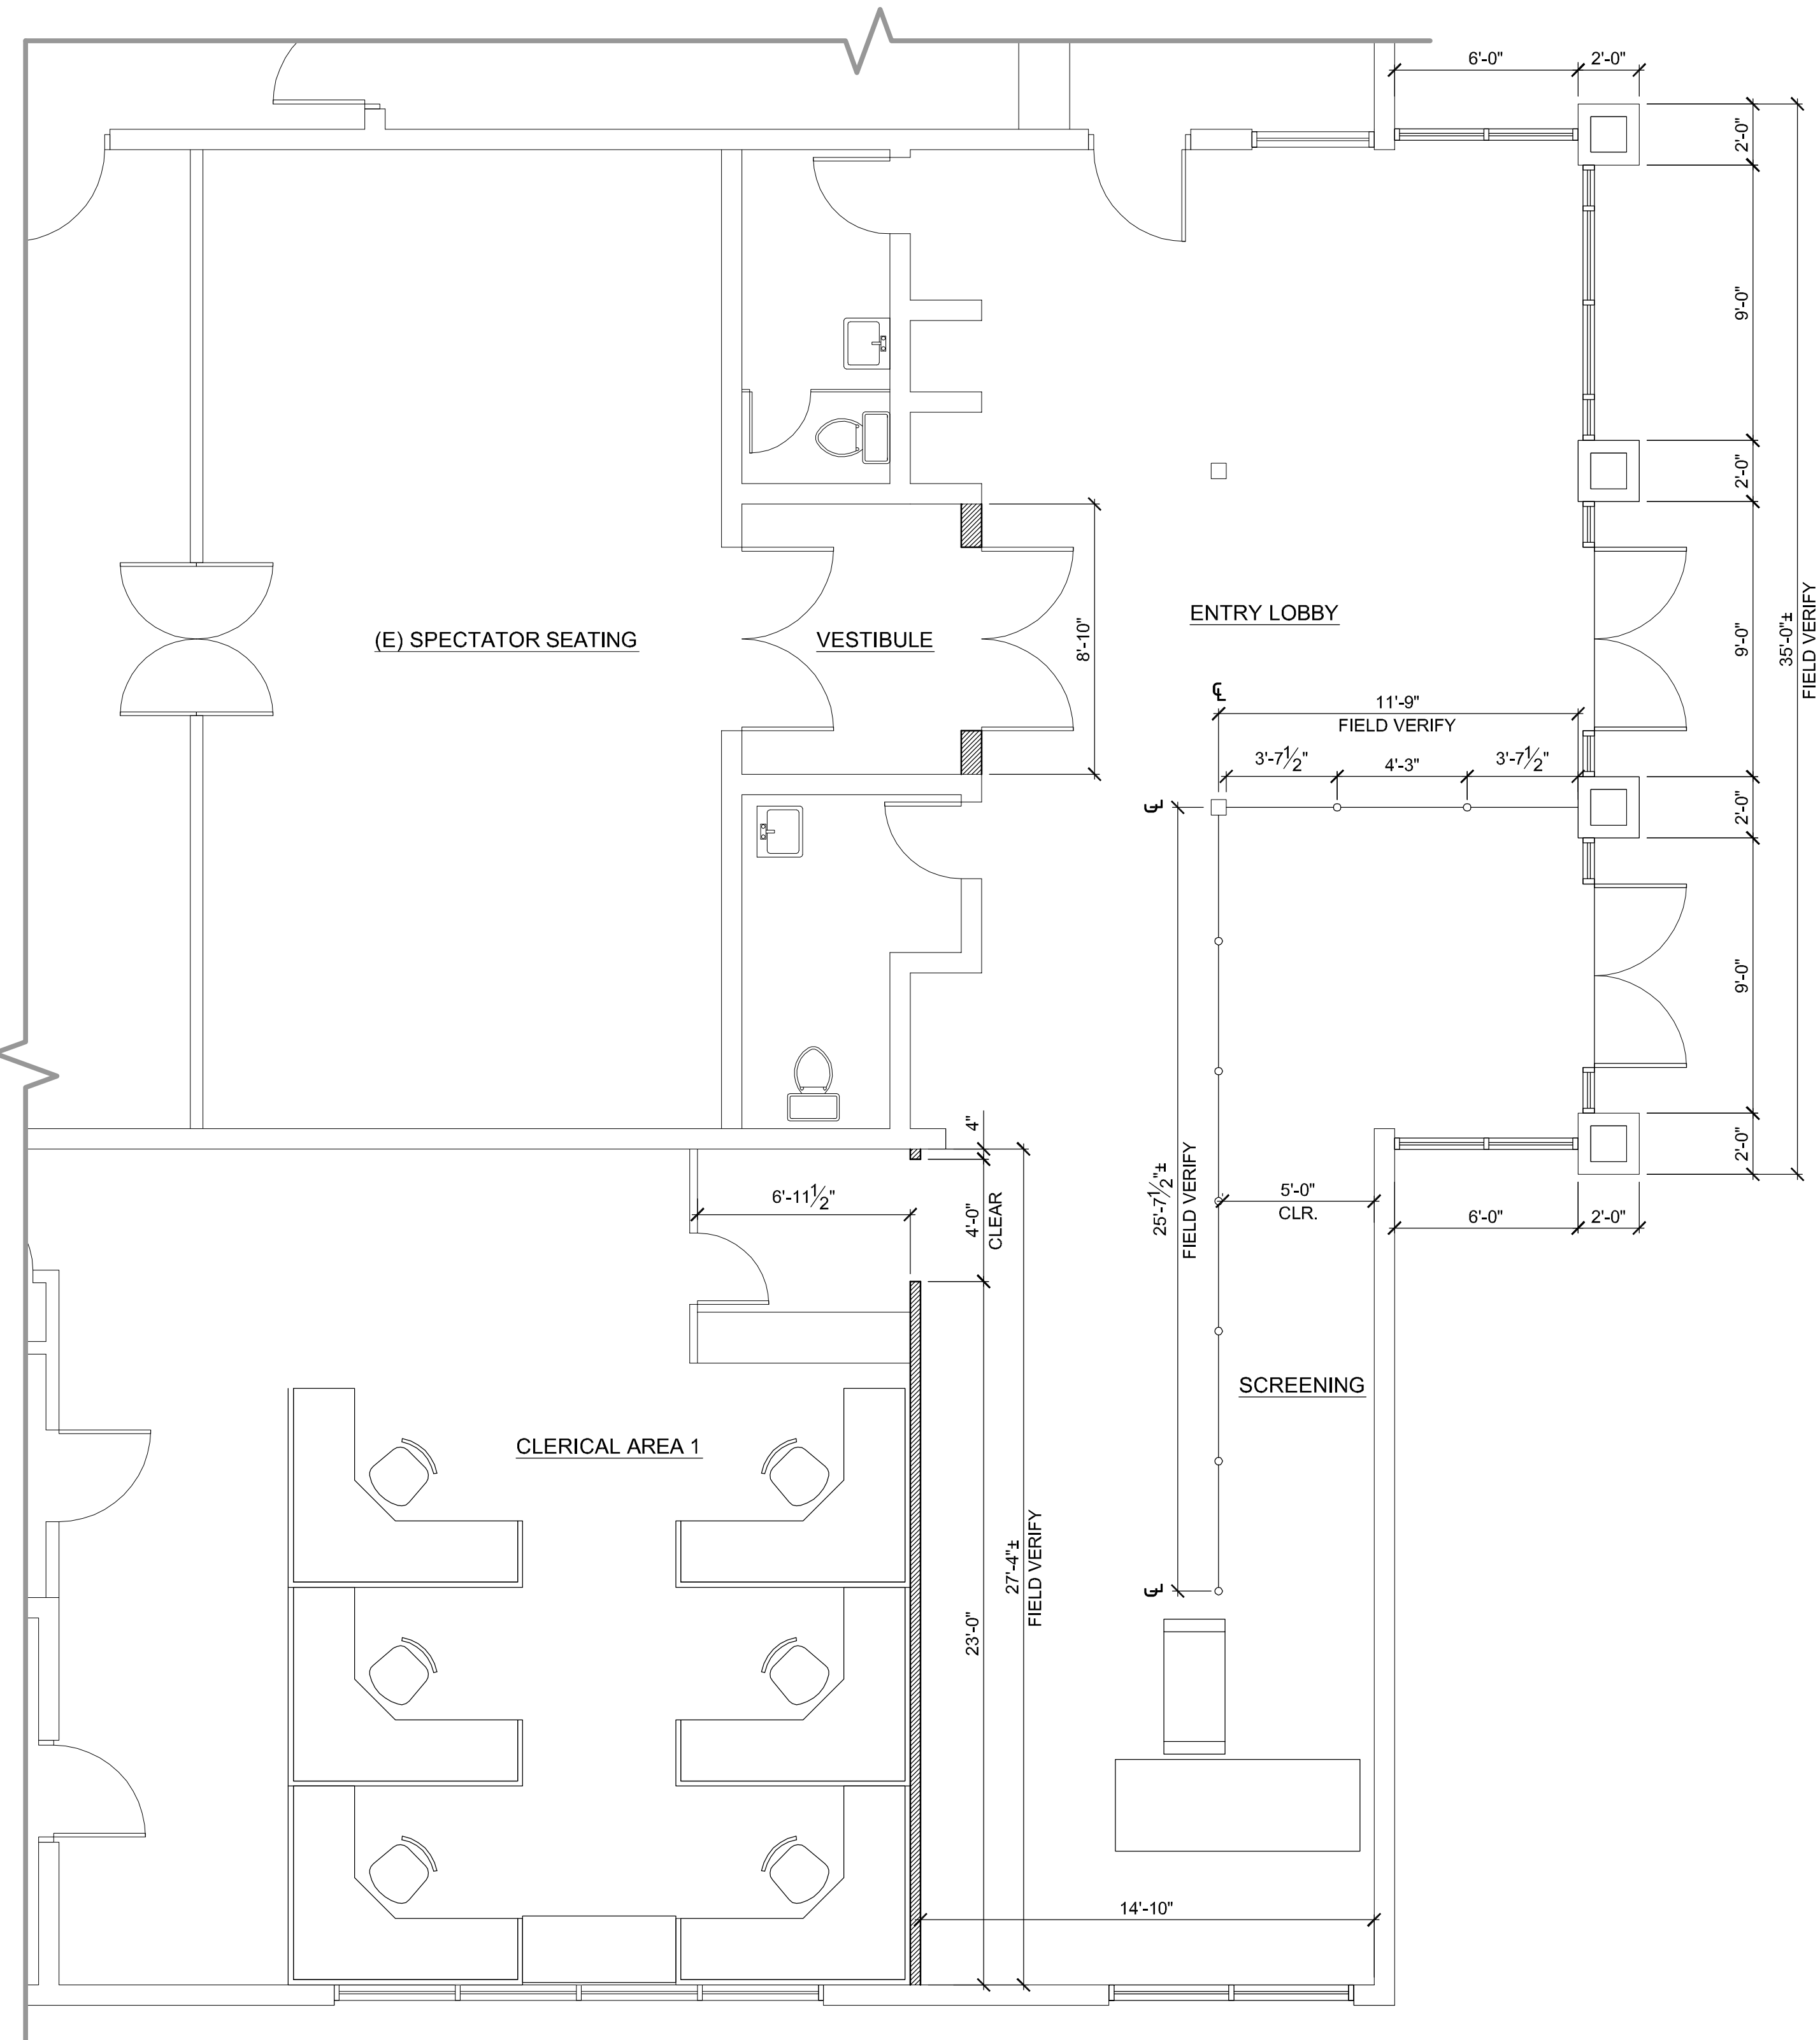 6'-0" 2'-0"
2'-0"
9'-0"
2'-0"
9'-0"
35'-0"±
FIELD VERIFY
2'-0"
9'-0"
2'-0"
(E) SPECTATOR SEATING
VESTIBULE
8'-10"
ENTRY LOBBY
℄
11'-9"
FIELD VERIFY
3'-7½" 4'-3" 3'-7½"
℄
25'-7½"±
FIELD VERIFY
5'-0"
CLR.
6'-0" 2'-0"
4"
4'-0"
CLEAR
6'-11½"
27'-4"±
FIELD VERIFY
23'-0"
CLERICAL AREA 1
SCREENING
℄
14'-10"